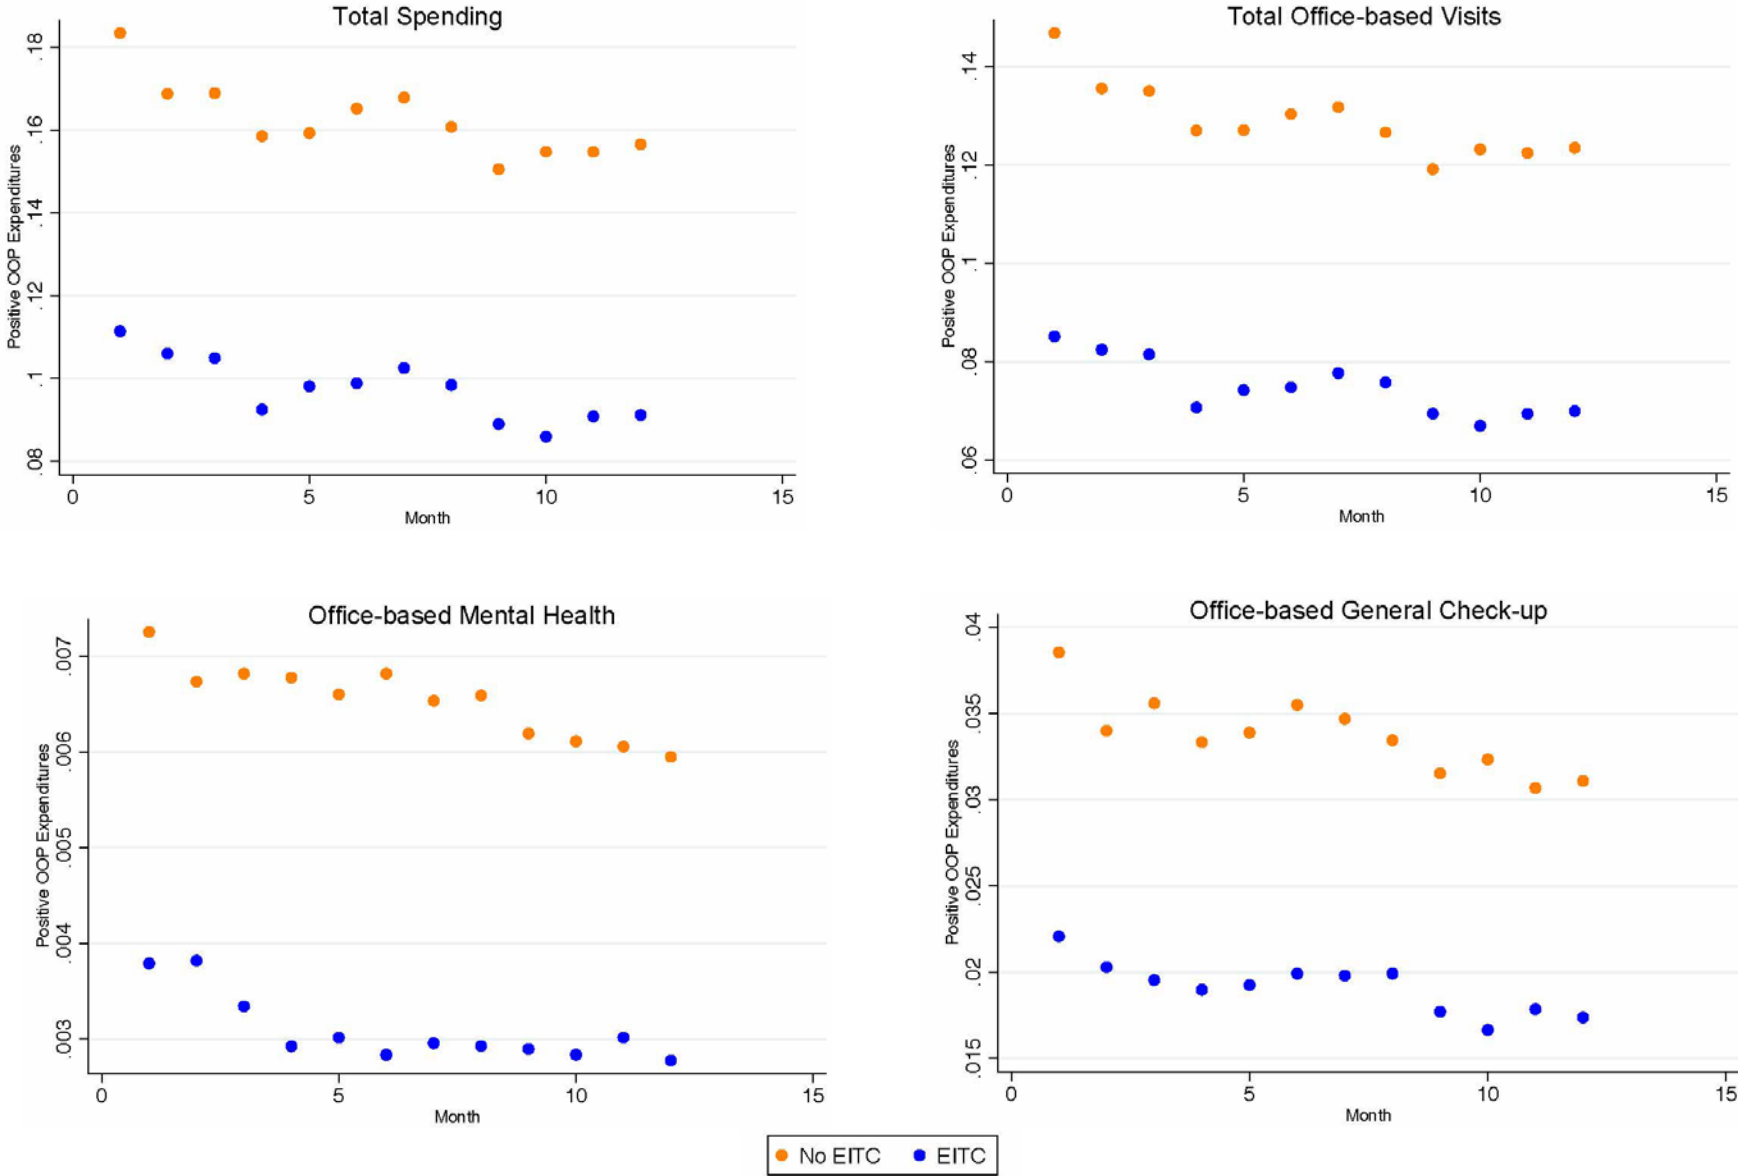 Total Spending
Positive OOP Expenditures
.18
.16
.14
.12
.1
.08
0 5 10 15
Month
Total Office-based Visits
Positive OOP Expenditures
.14
.12
.1
.08
.06
0 5 10 15
Month
Office-based Mental Health
Positive OOP Expenditures
.007
.006
.005
.004
.003
0 5 10 15
Month
Office-based General Check-up
Positive OOP Expenditures
.04
.035
.03
.025
.02
.015
0 5 10 15
Month
No EITC EITC